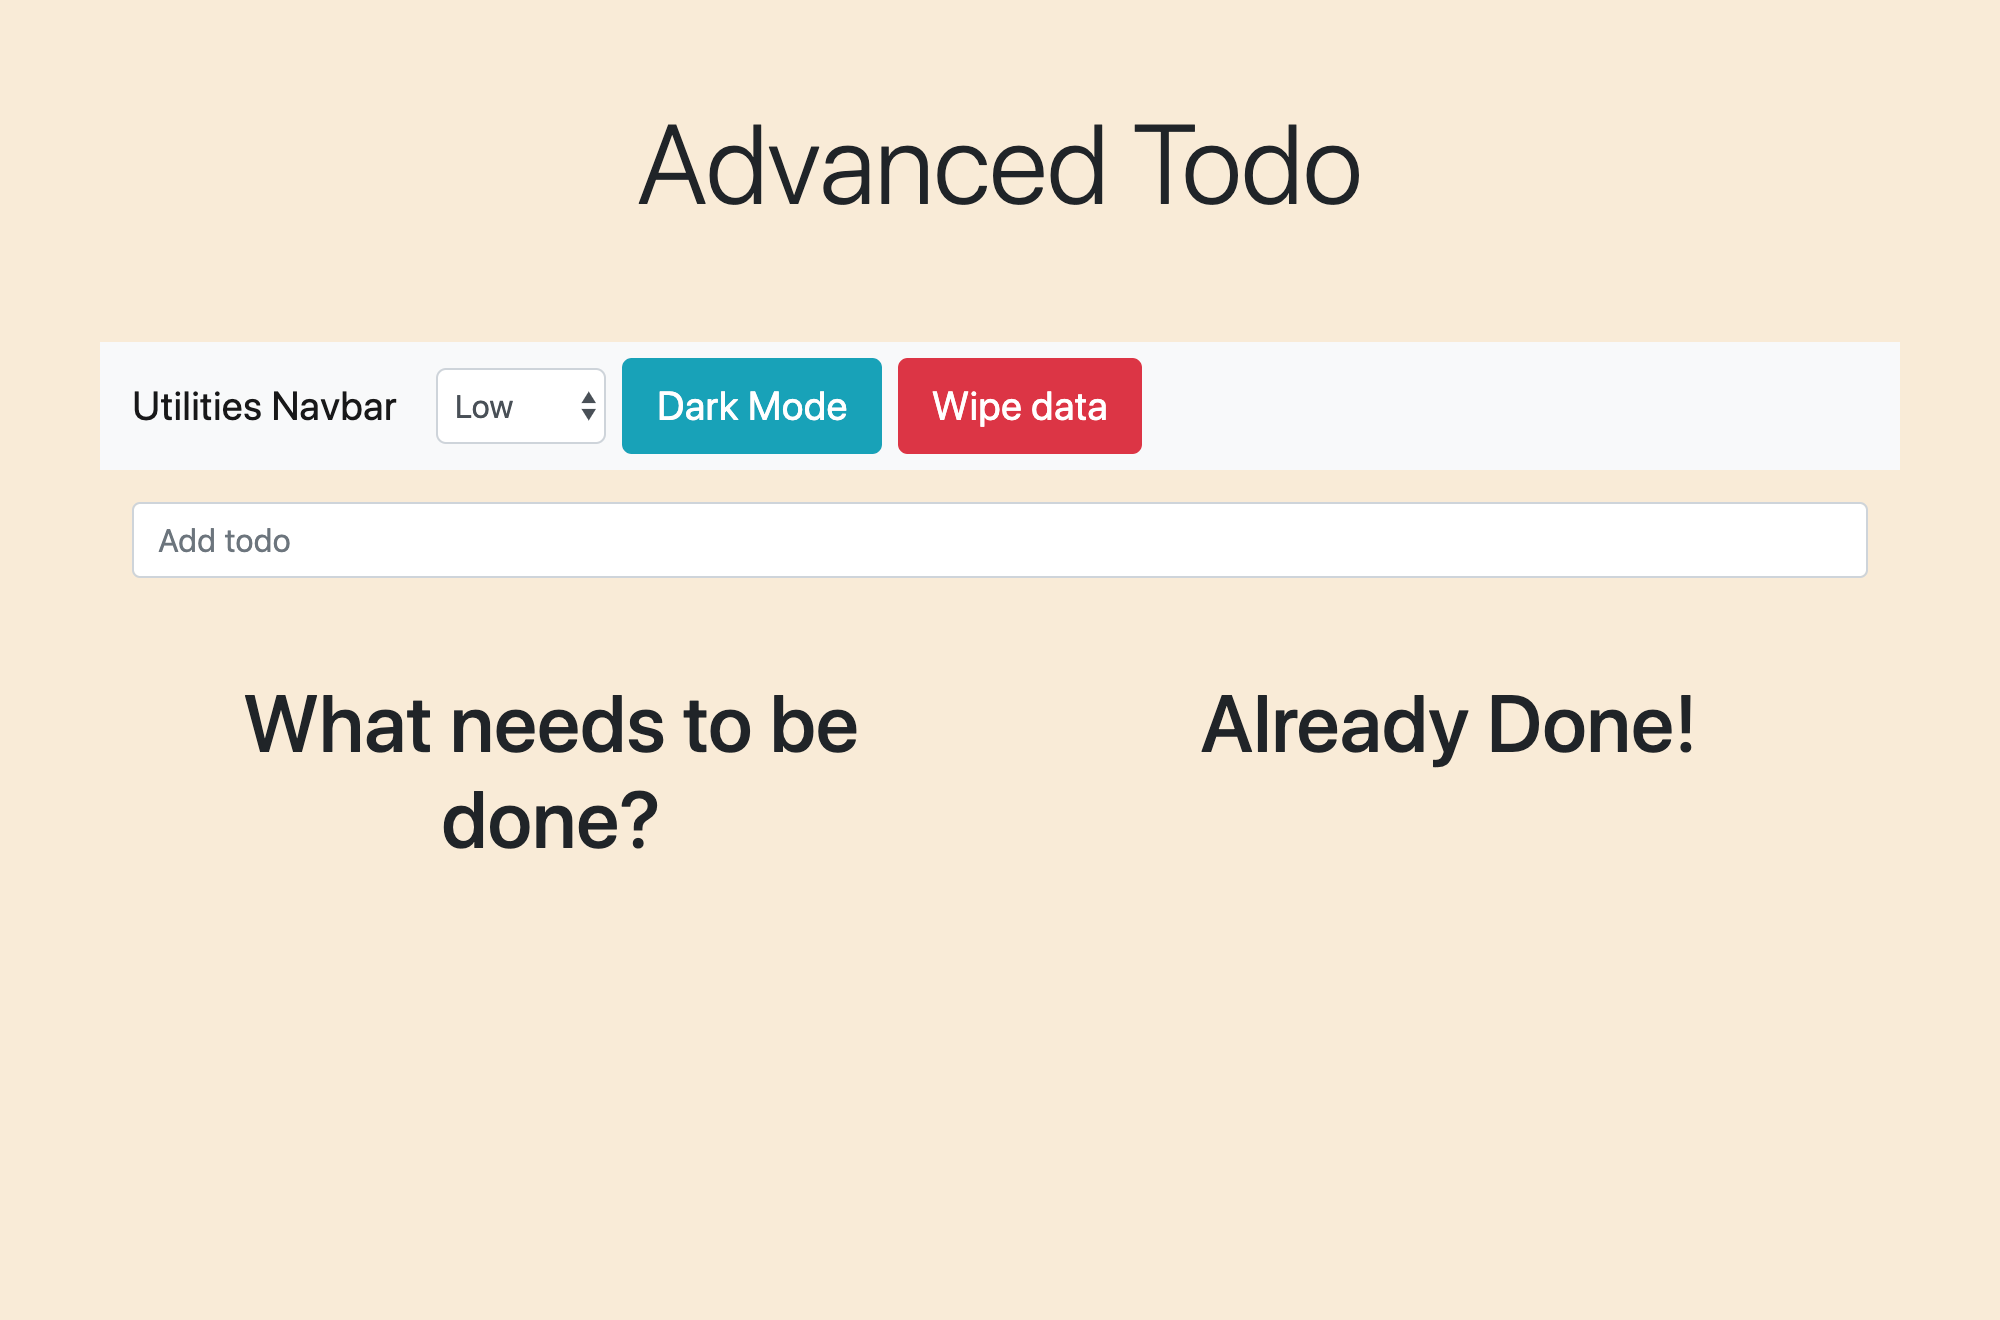 Advanced Todo
Utilities Navbar Low Dark Mode Wipe data
Add todo
What needs to be
done?
Already Done!